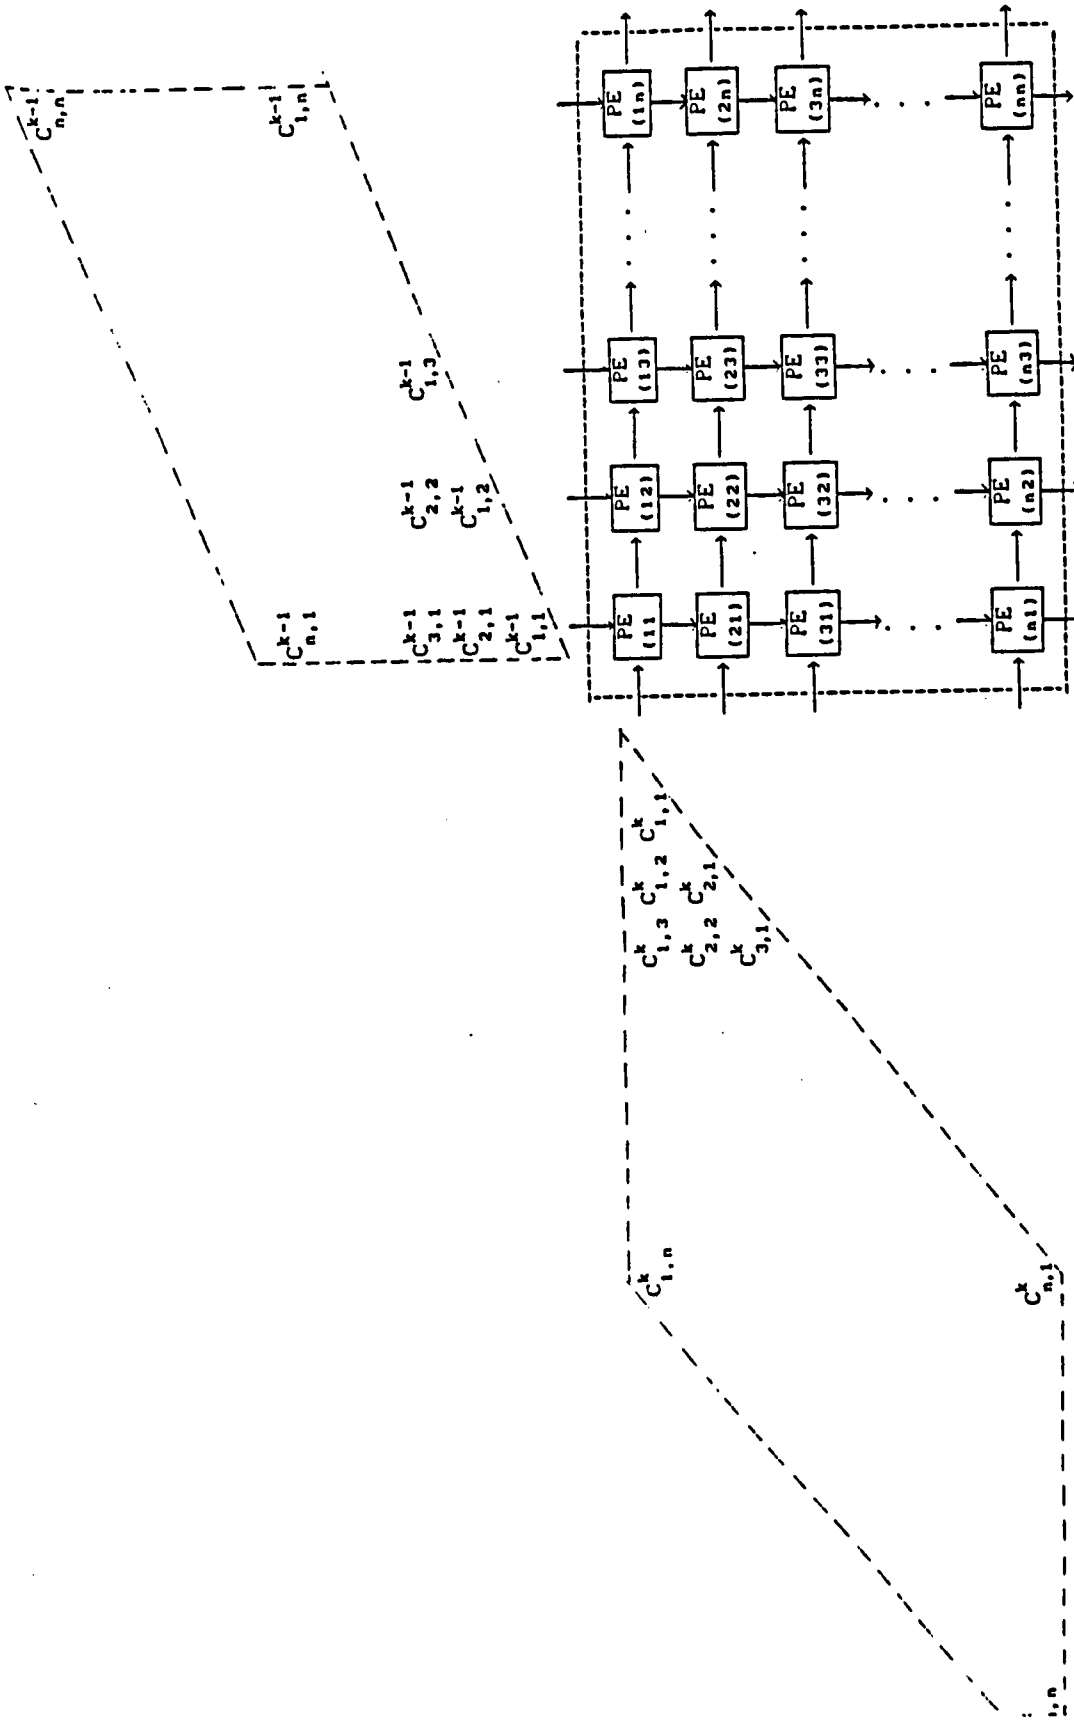 C^{k-1}_{n,n}
C^{k-1}_{1,n}
C^{k-1}_{1,3}
C^{k-1}_{2,2}
C^{k-1}_{1,2}
C^{k-1}_{n,1}
C^{k-1}_{3,1}
C^{k-1}_{2,1}
C^{k-1}_{1,1}
PE (1n) PE (2n) PE (3n) . . . PE (nn)
PE (13) PE (23) PE (33) . . . PE (n3)
PE (12) PE (22) PE (32) . . . PE (n2)
PE (11 PE (21) PE (31) . . . PE (n1)
C^k_{1,1}
C^k_{1,2} C^k_{2,1}
C^k_{1,3} C^k_{2,2} C^k_{3,1}
C^k_{1,n}
C^k_{n,1}